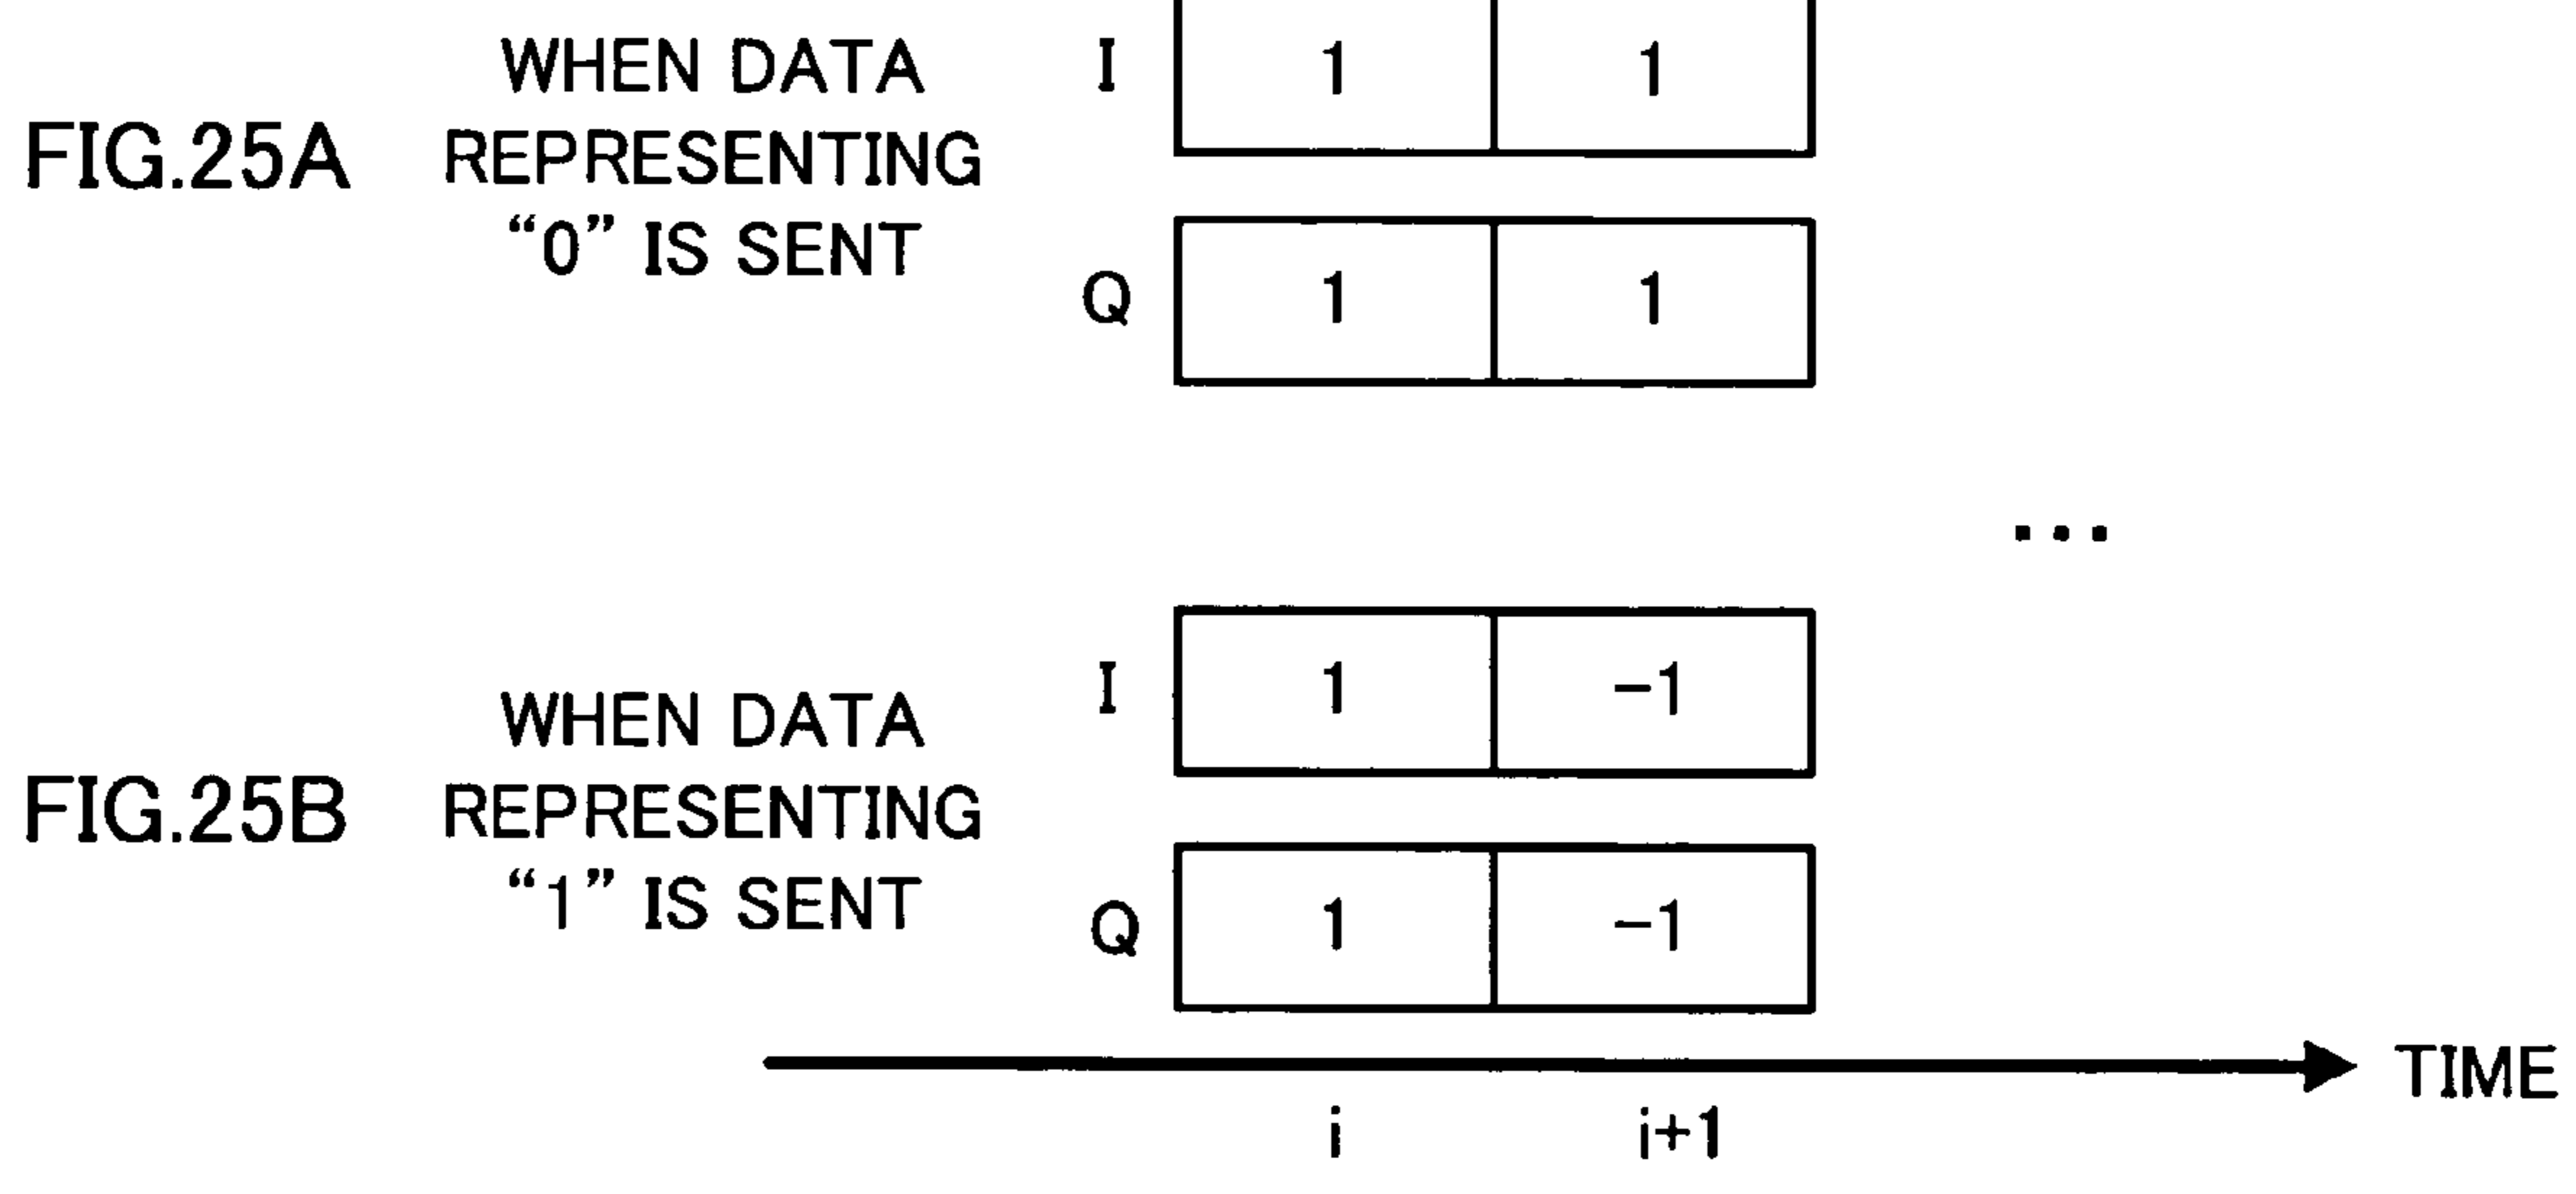 FIG.25A
WHEN DATA
REPRESENTING
“0” IS SENT
I 1 1
Q 1 1
...
FIG.25B
WHEN DATA
REPRESENTING
“1” IS SENT
I 1 −1
Q 1 −1
TIME
i i+1